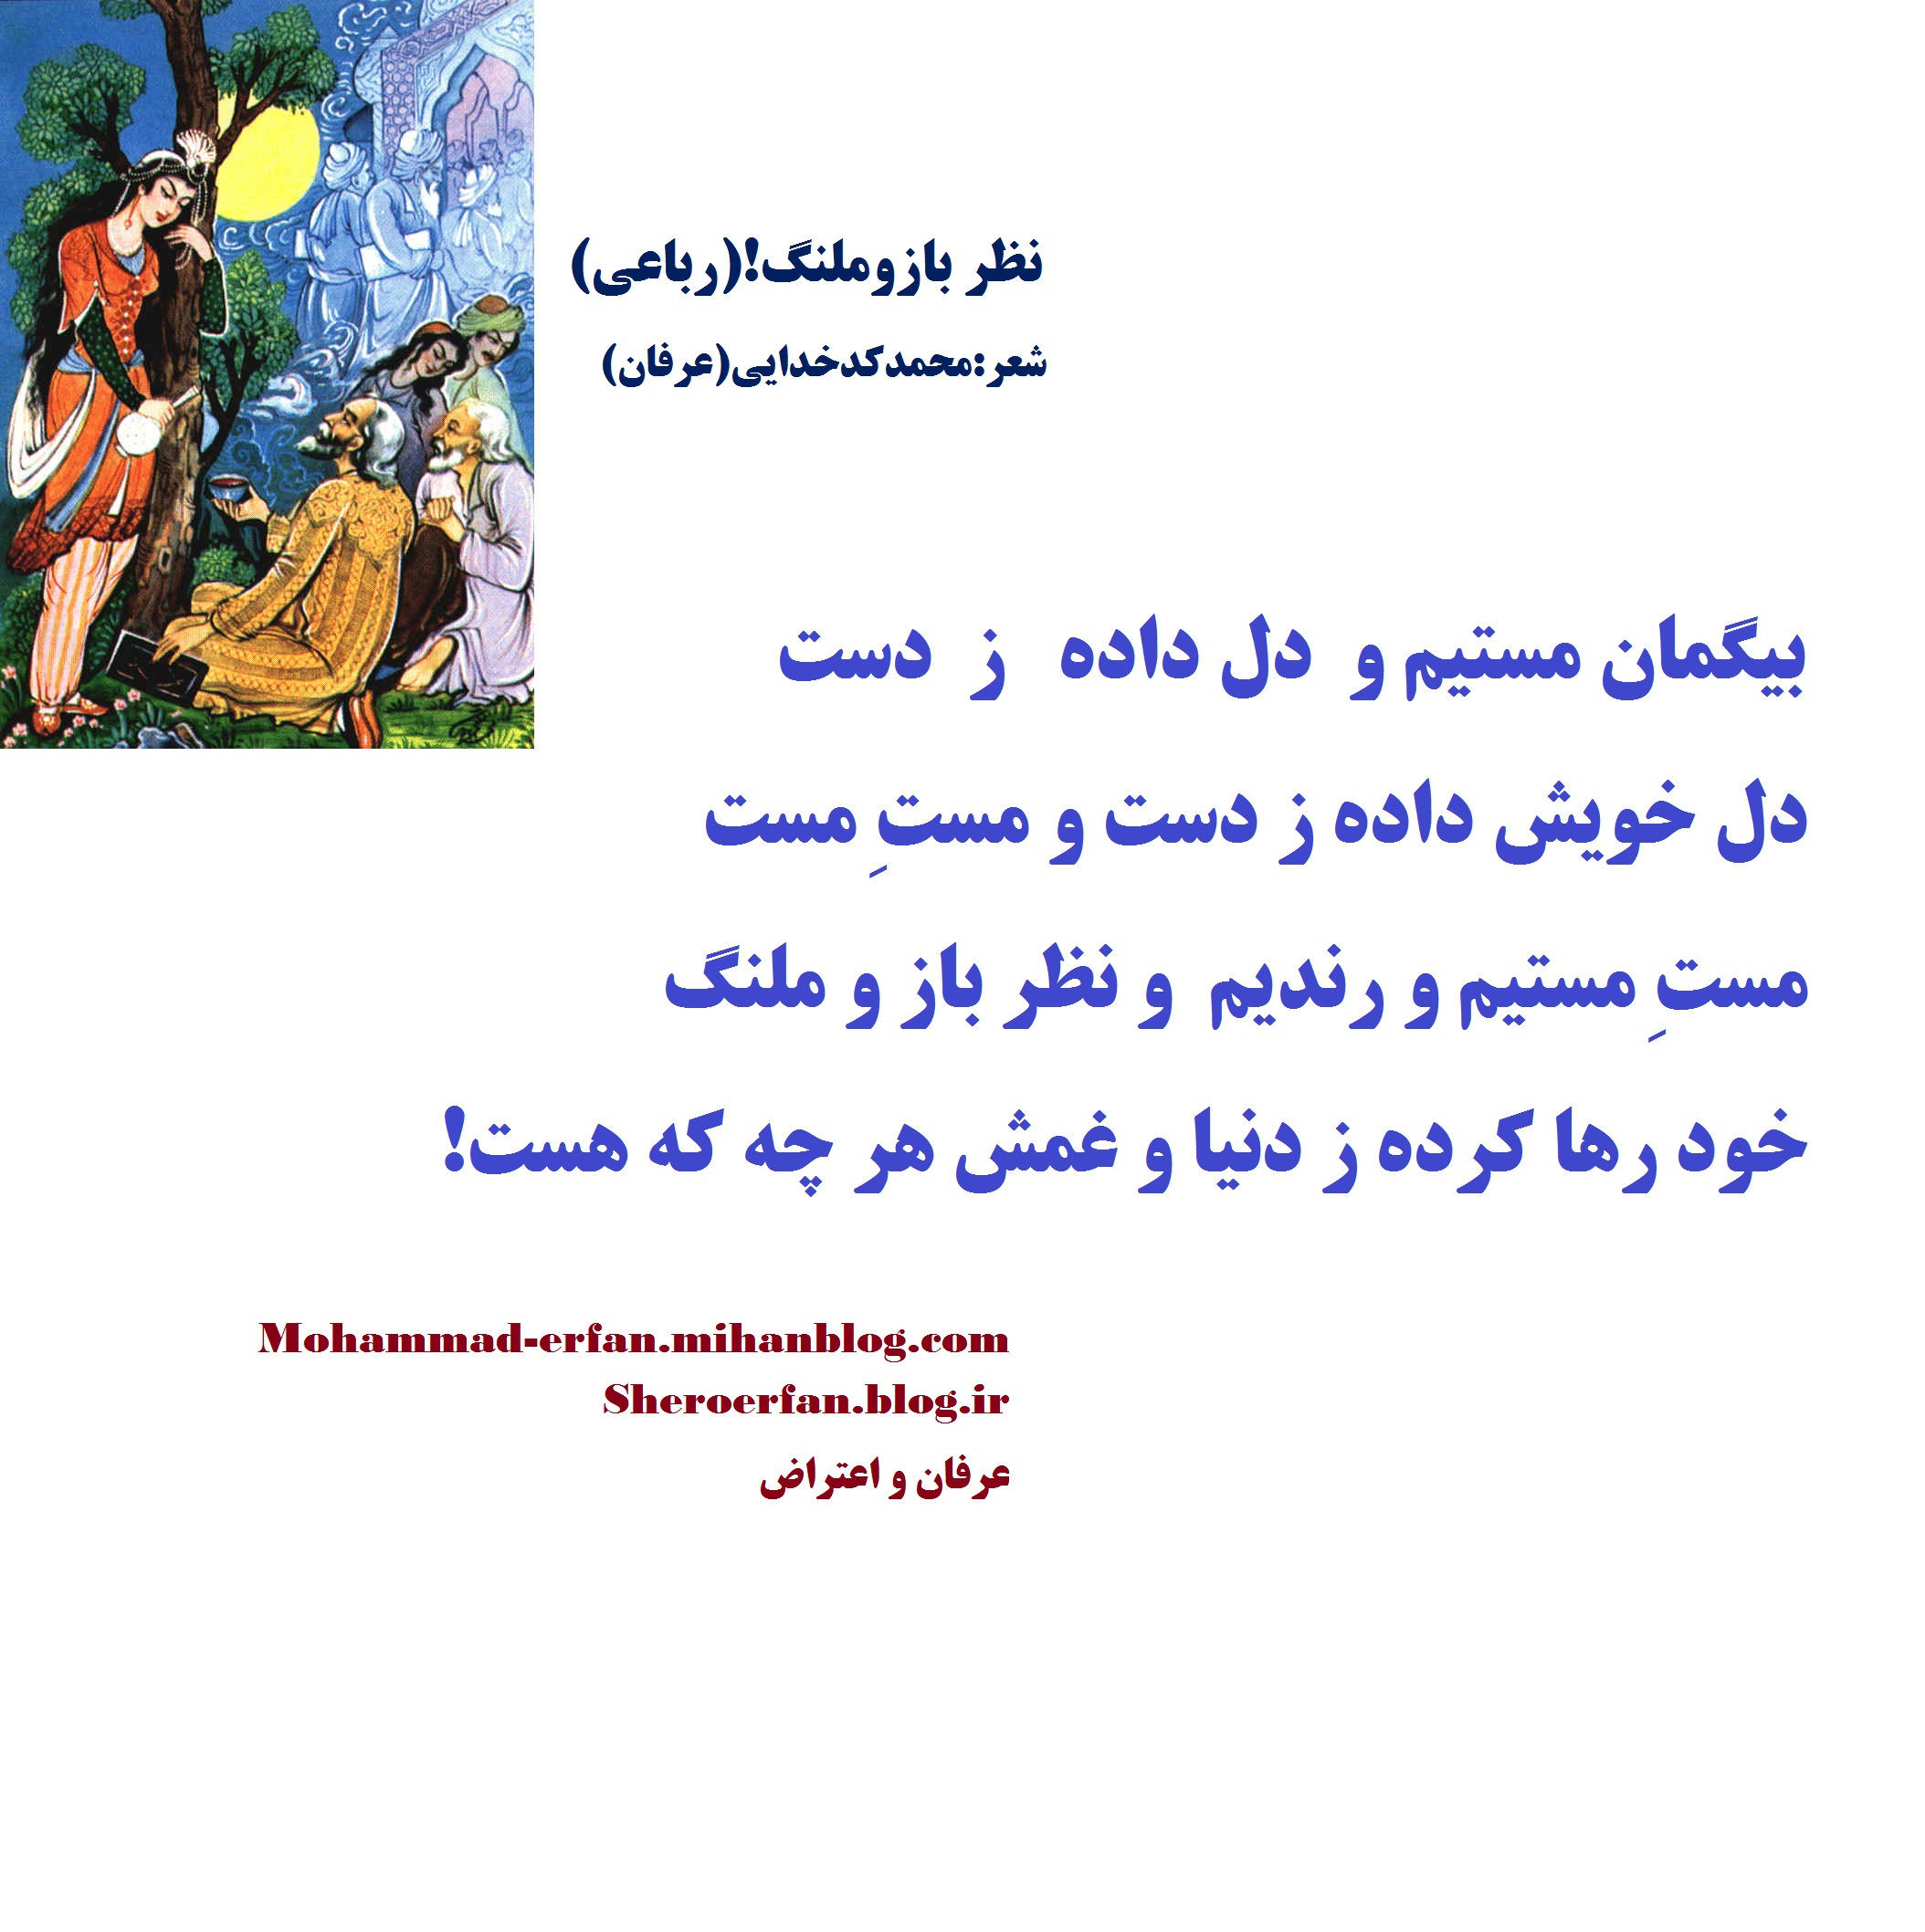 نظر بازوملنگ!(رباعی)
شعر:محمدکدخدایی(عرفان)
بیگمان مستیم و دل داده ز دست
دل خویش داده ز دست و مستِ مست
مستِ مستیم و رندیم و نظر باز و ملنگ
خود رها کرده ز دنیا و غمش هر چه که هست!
Mohammad-erfan.mihanblog.com
Sheroerfan.blog.ir
عرفان و اعتراض